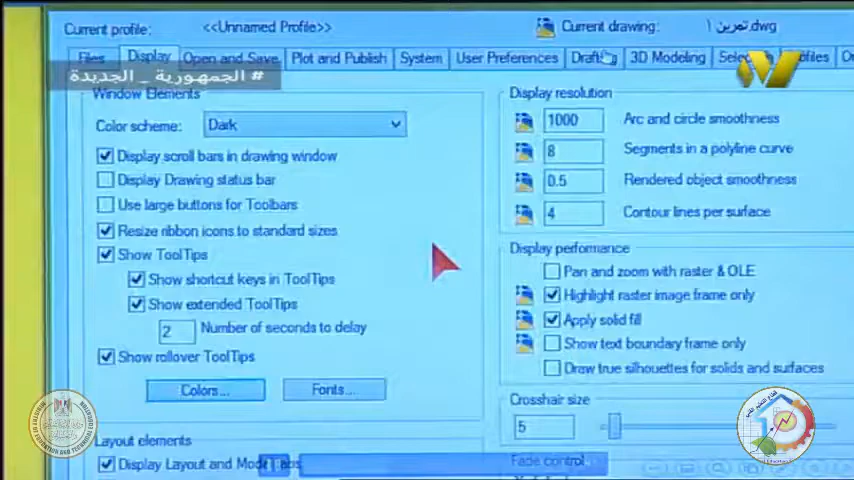 Current profile: <<Unnamed Profile>> Current drawing: تمرين ١.dwg
Files Display Open and Save Plot and Publish System User Preferences Drafting 3D Modeling
# الجمهورية _ الجديدة
Window Elements
Color scheme: Dark
Display scroll bars in drawing window
Display Drawing status bar
Use large buttons for Toolbars
Resize ribbon icons to standard sizes
Show ToolTips
Show shortcut keys in ToolTips
Show extended ToolTips
2 Number of seconds to delay
Show rollover ToolTips
Colors... Fonts...
Layout elements
Display Layout and Model Tabs
Display resolution
1000 Arc and circle smoothness
8 Segments in a polyline curve
0.5 Rendered object smoothness
4 Contour lines per surface
Display performance
Pan and zoom with raster & OLE
Highlight raster image frame only
Apply solid fill
Show text boundary frame only
Draw true silhouettes for solids and surfaces
Crosshair size
5
Fade control